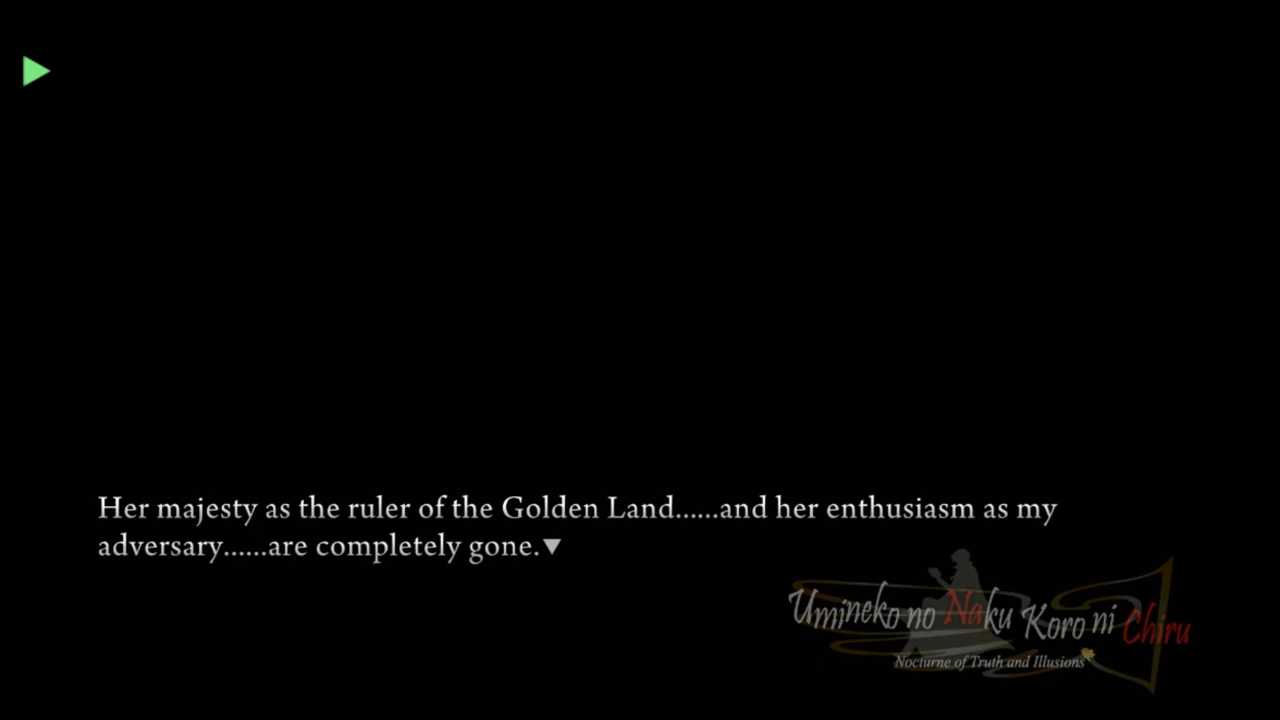 Her majesty as the ruler of the Golden Land......and her enthusiasm as my
adversary......are completely gone.
Umineko no Naku Koro ni Chiru
Nocturne of Truth and Illusions